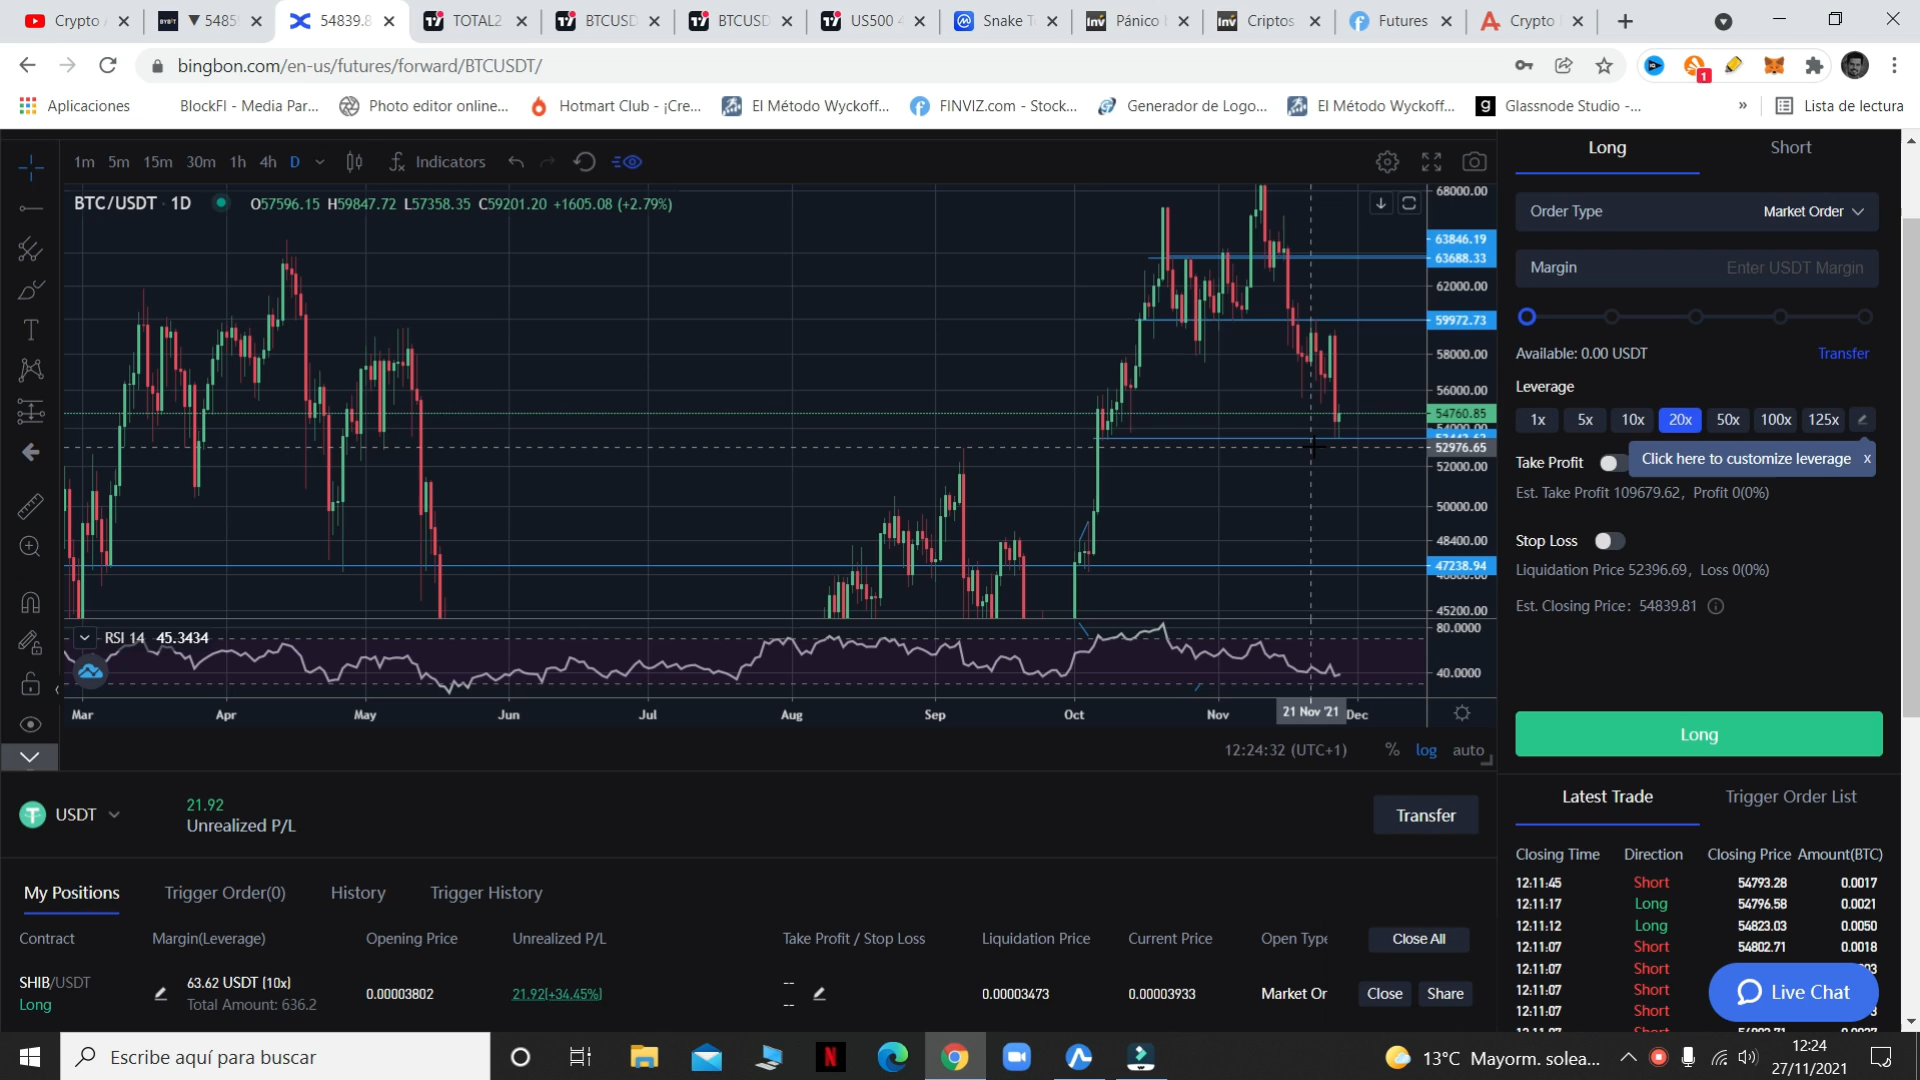 Crypto
5485
54839.8
TOTAL2
BTCUSD
BTCUSD
US500 4
Snake T
Pánico
Criptos
Futures
Crypto
bingbon.com/en-us/futures/forward/BTCUSDT/
1
Aplicaciones BlockFI - Media Par... Photo editor online... Hotmart Club - ¡Cre... El Método Wyckoff... FINVIZ.com - Stock... Generador de Logo... El Método Wyckoff... Glassnode Studio -... » Lista de lectura
1m 5m 15m 30m 1h 4h D Indicators
BTC/USDT 1D O57596.15 H59847.72 L57358.35 C59201.20 +1605.08 (+2.79%)
68000.00
63846.19
63688.33
62000.00
59972.73
58000.00
56000.00
54760.85
54000.00
52976.65
52000.00
50000.00
48400.00
47238.94
45200.00
RSI 14 45.3434
80.0000
40.0000
Mar Apr May Jun Jul Aug Sep Oct Nov 21 Nov '21 Dec
12:24:32 (UTC+1) % log auto
Long Short
Order Type Market Order
Margin Enter USDT Margin
Available: 0.00 USDT Transfer
Leverage
1x 5x 10x 20x 50x 100x 125x
Click here to customize leverage x
Take Profit
Est. Take Profit 109679.62, Profit 0(0%)
Stop Loss
Liquidation Price 52396.69, Loss 0(0%)
Est. Closing Price: 54839.81
Long
USDT
21.92
Unrealized P/L
Transfer
My Positions Trigger Order(0) History Trigger History
Contract Margin(Leverage) Opening Price Unrealized P/L Take Profit / Stop Loss Liquidation Price Current Price Open Type Close All
SHIB/USDT
Long
63.62 USDT (10x)
Total Amount: 636.2
0.00003802 21.92(+34.45%) -- -- 0.00003473 0.00003933 Market Or Close Share
Latest Trade Trigger Order List
Closing Time Direction Closing Price Amount(BTC)
12:11:45 Short 54793.28 0.0017
12:11:17 Long 54796.58 0.0021
12:11:12 Long 54823.03 0.0050
12:11:07 Short 54802.71 0.0018
12:11:07 Short
12:11:07 Short
12:11:07 Short
Live Chat
Escribe aquí para buscar
13°C Mayorm. solea...
12:24
27/11/2021